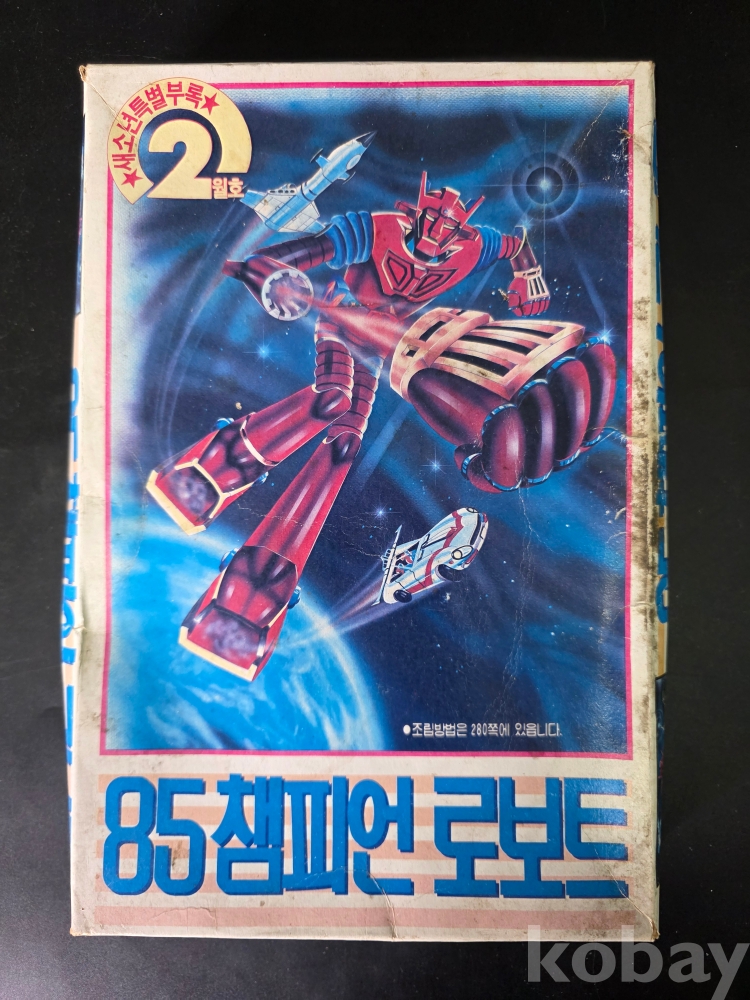 ★새소년특별부록★
2
월호
●조립방법은 280쪽에 있읍니다.
85 챔피언 로보트
kobay